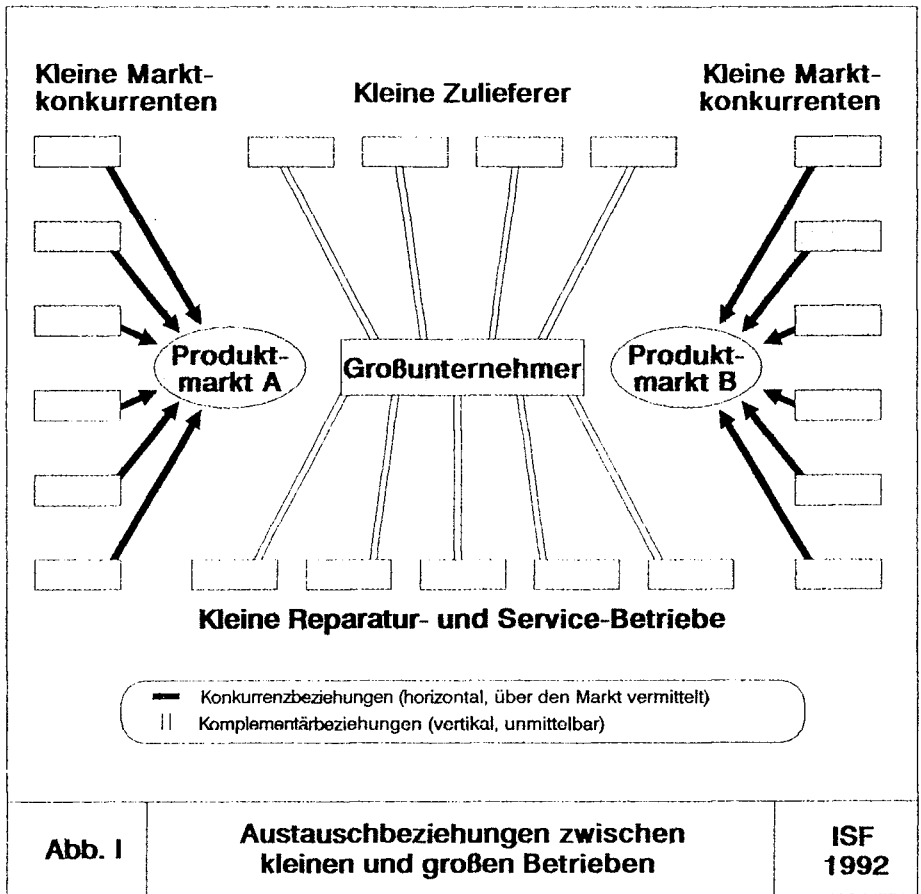 Kleine Markt-
konkurrenten
Kleine Zulieferer
Kleine Markt-
konkurrenten
Produkt-
markt A
Großunternehmer
Produkt-
markt B
Kleine Reparatur- und Service-Betriebe
Konkurrenzbeziehungen (horizontal, über den Markt vermittelt)
Komplementärbeziehungen (vertikal, unmittelbar)
Abb. I
Austauschbeziehungen zwischen
kleinen und großen Betrieben
ISF
1992